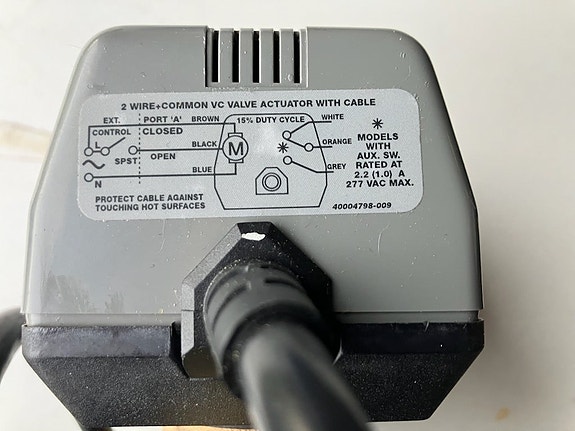 2 WIRE+COMMON VC VALVE ACTUATOR WITH CABLE
EXT. PORT 'A' BROWN 15% DUTY CYCLE WHITE
CONTROL CLOSED
L BLACK ORANGE
SPST OPEN M
BLUE GREY
N
✳
MODELS
WITH
AUX. SW.
RATED AT
2.2 (1.0) A
277 VAC MAX.
PROTECT CABLE AGAINST
TOUCHING HOT SURFACES
40004798-009